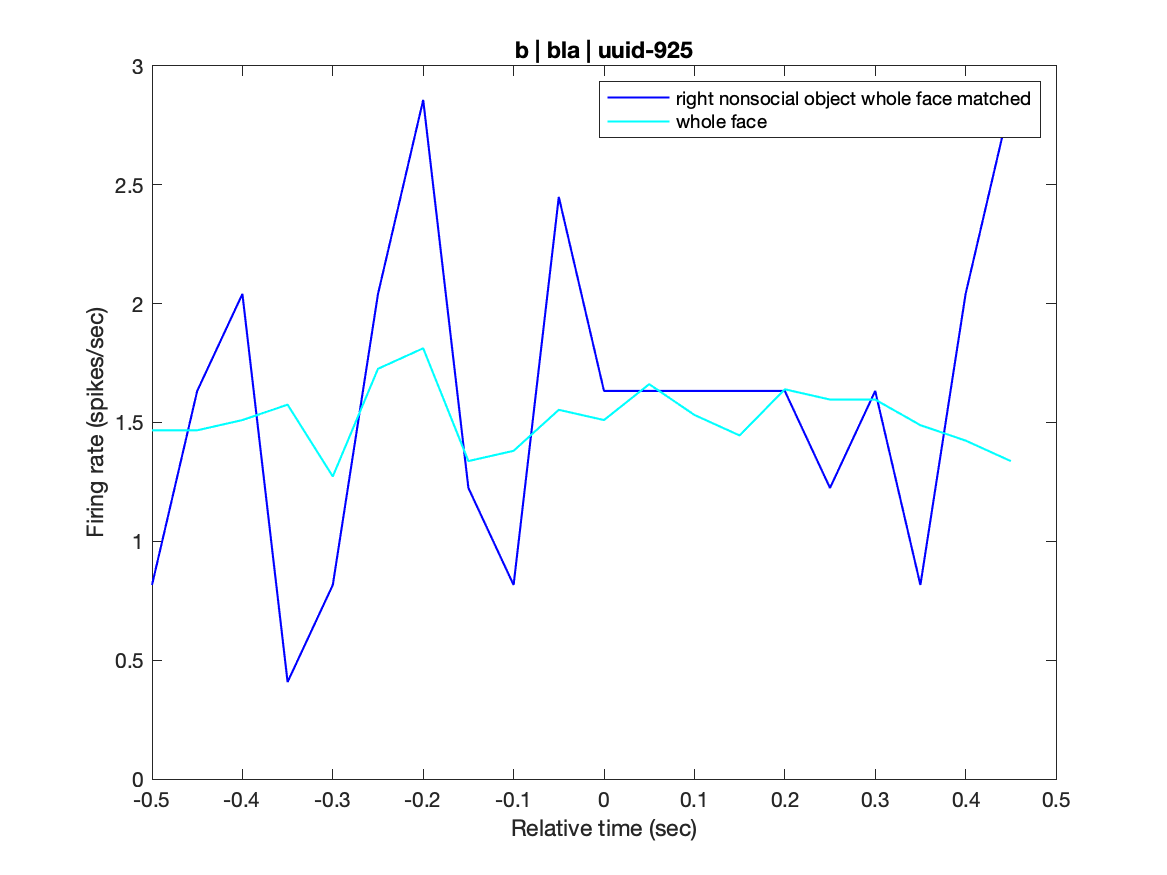 b | bla | uuid-925
right nonsocial object whole face matched
whole face
3
2.5
2
1.5
1
0.5
0
Firing rate (spikes/sec)
-0.5 -0.4 -0.3 -0.2 -0.1 0 0.1 0.2 0.3 0.4 0.5
Relative time (sec)